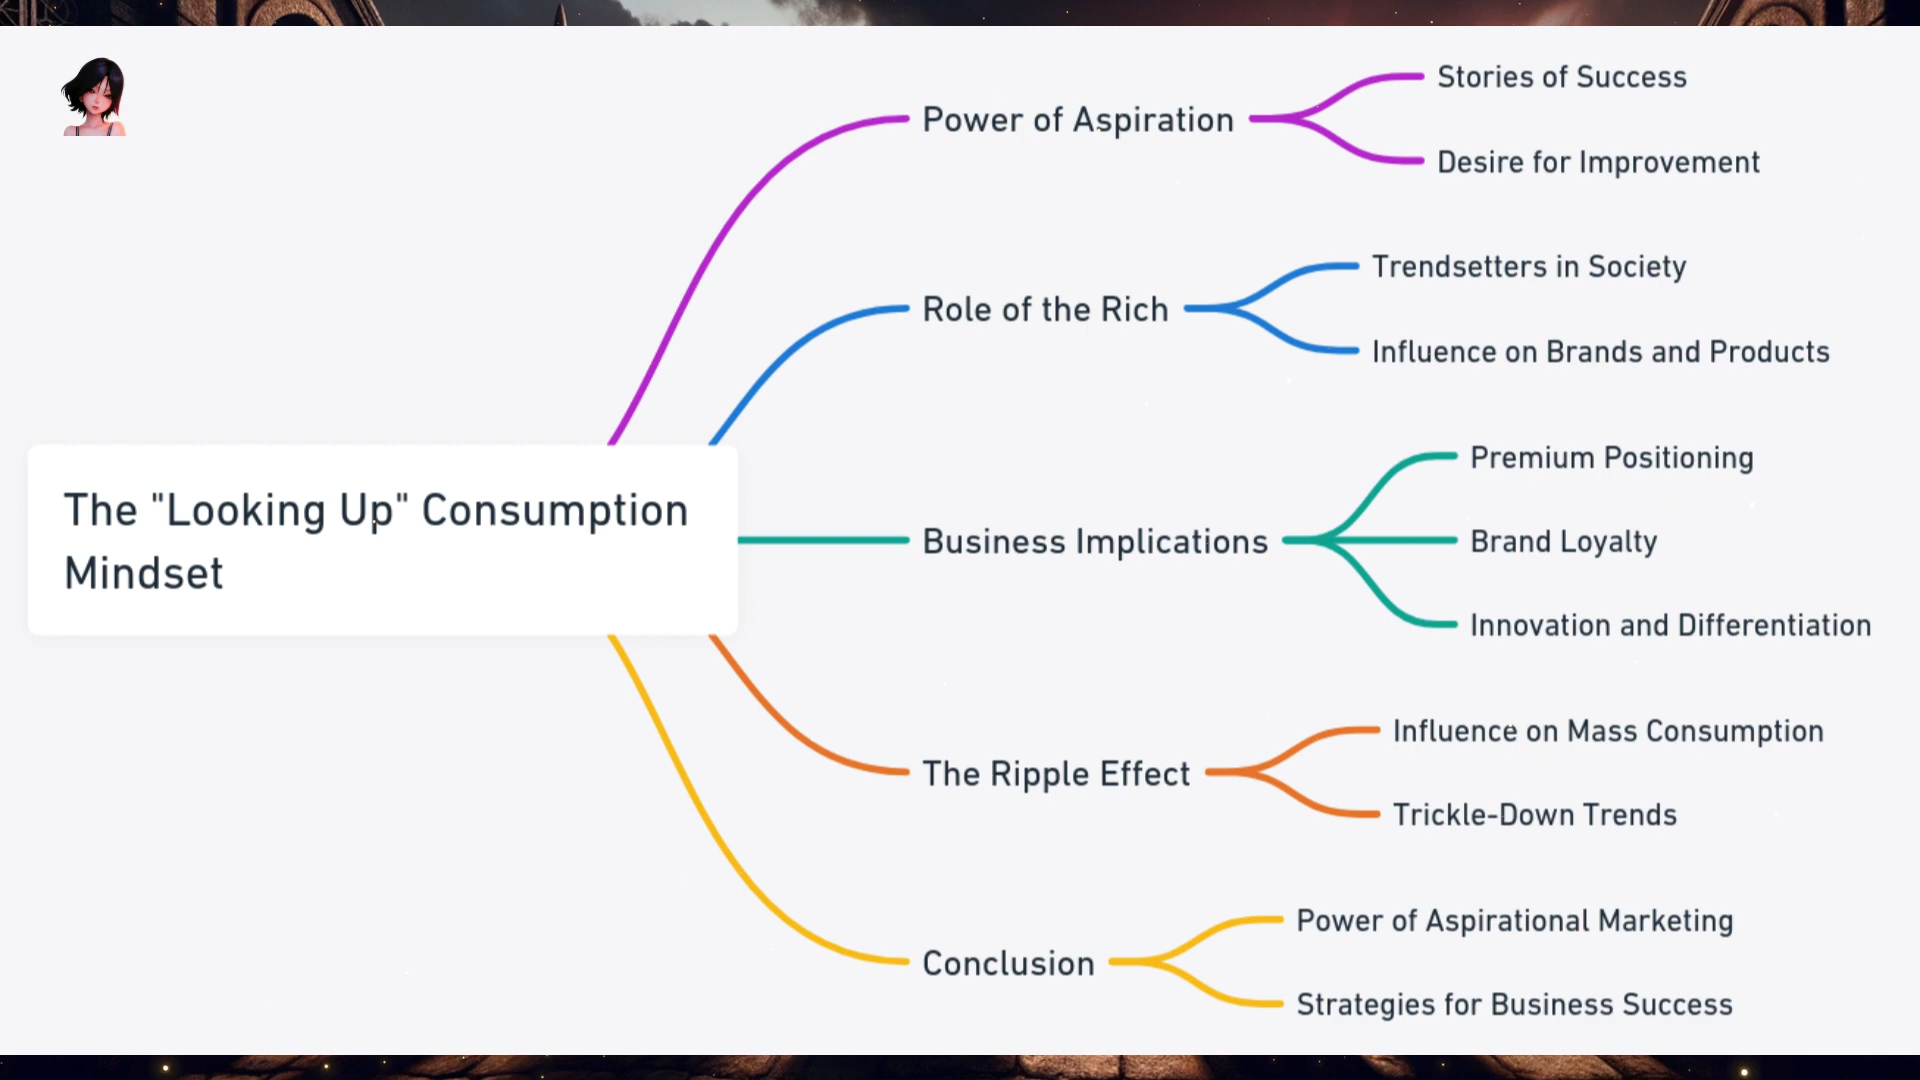 The "Looking Up" Consumption
Mindset
Power of Aspiration
Stories of Success
Desire for Improvement
Role of the Rich
Trendsetters in Society
Influence on Brands and Products
Business Implications
Premium Positioning
Brand Loyalty
Innovation and Differentiation
The Ripple Effect
Influence on Mass Consumption
Trickle-Down Trends
Conclusion
Power of Aspirational Marketing
Strategies for Business Success